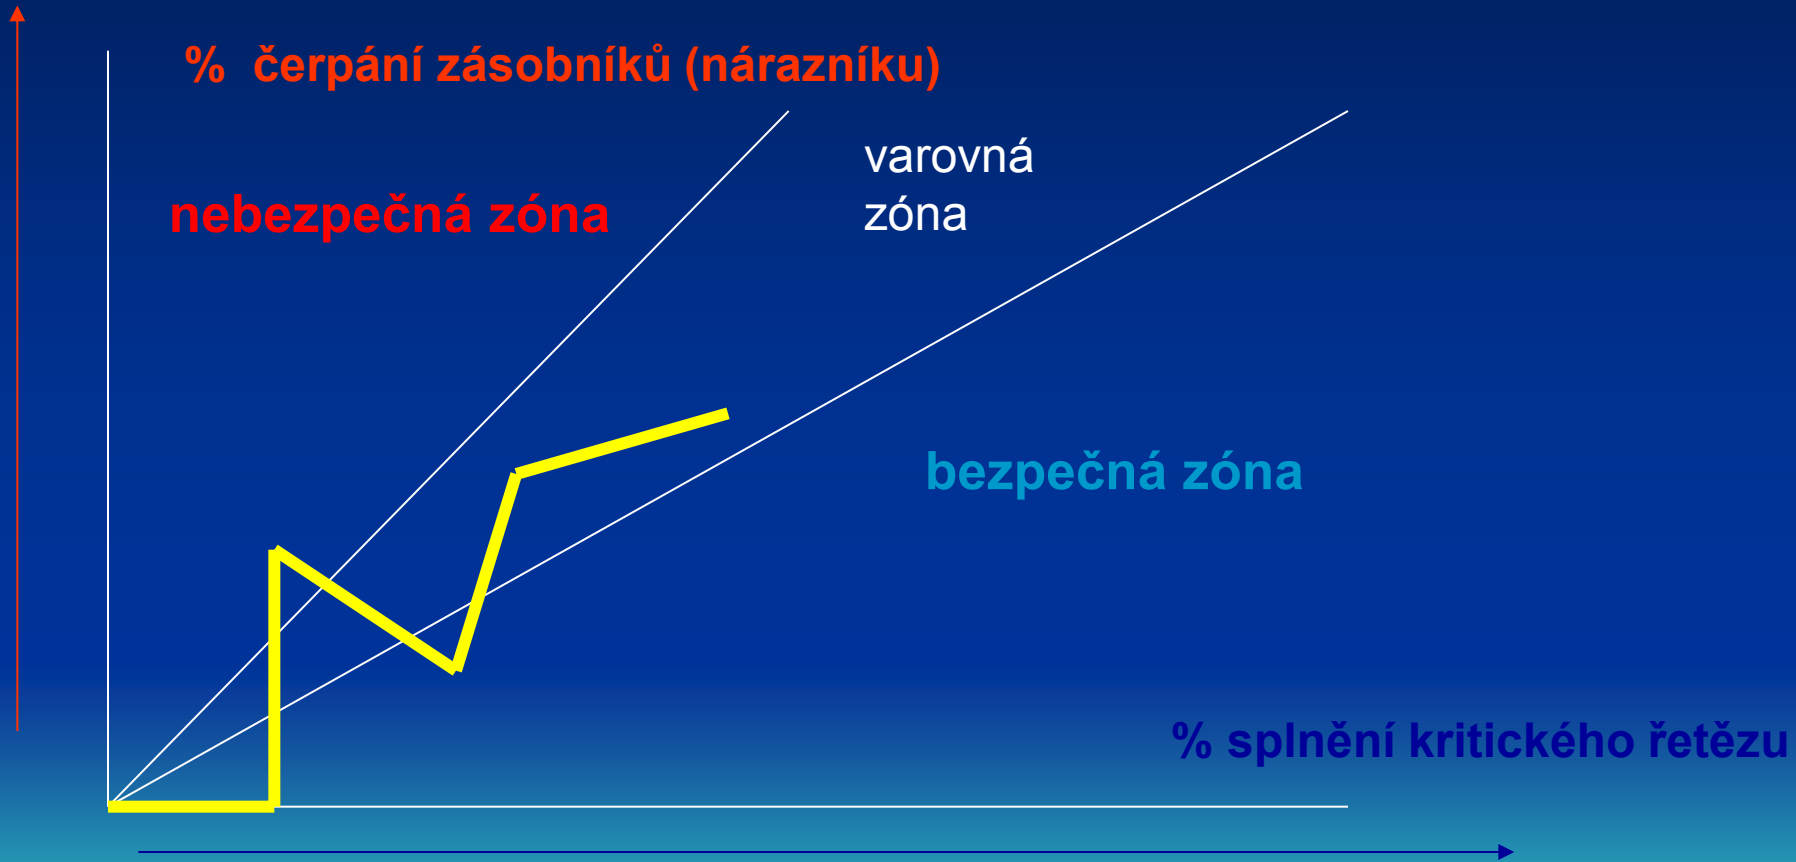 % čerpání zásobníků (nárazníku)
varovná
zóna
nebezpečná zóna
bezpečná zóna
% splnění kritického řetězu